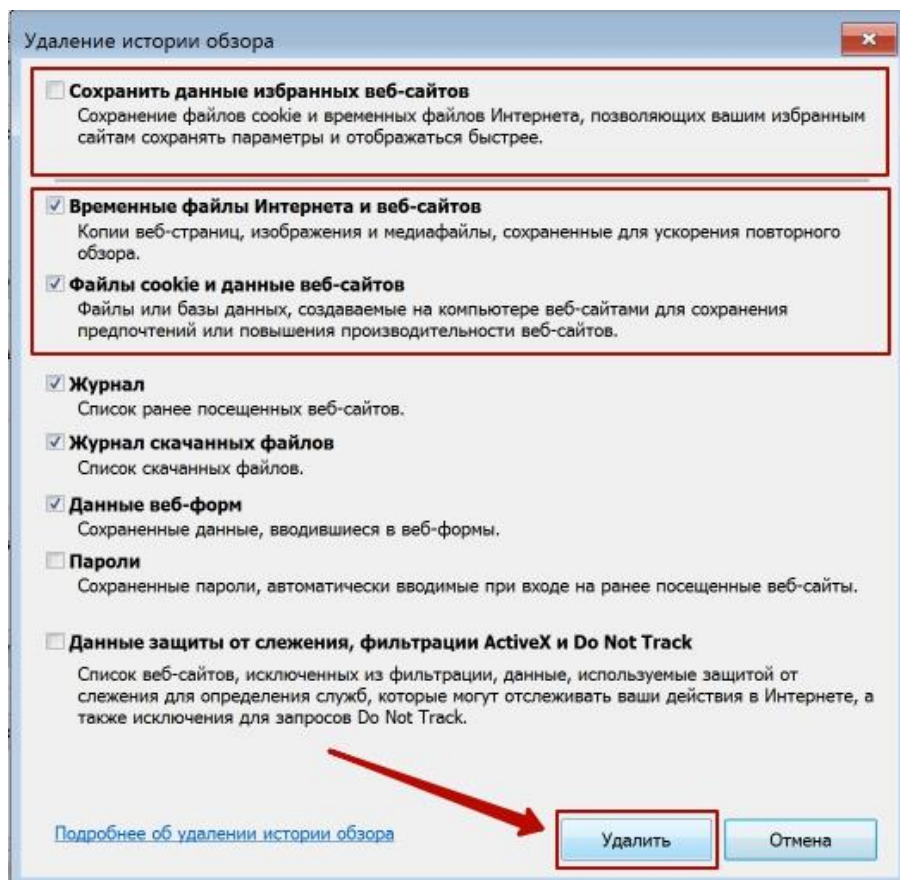 Удаление истории обзора
Сохранить данные избранных веб-сайтов
Сохранение файлов cookie и временных файлов Интернета, позволяющих вашим избранным
сайтам сохранять параметры и отображаться быстрее.
Временные файлы Интернета и веб-сайтов
Копии веб-страниц, изображения и медиафайлы, сохраненные для ускорения повторного
обзора.
Файлы cookie и данные веб-сайтов
Файлы или базы данных, создаваемые на компьютере веб-сайтами для сохранения
предпочтений или повышения производительности веб-сайтов.
Журнал
Список ранее посещенных веб-сайтов.
Журнал скачанных файлов
Список скачанных файлов.
Данные веб-форм
Сохраненные данные, вводившиеся в веб-формы.
Пароли
Сохраненные пароли, автоматически вводимые при входе на ранее посещенные веб-сайты.
Данные защиты от слежения, фильтрации ActiveX и Do Not Track
Список веб-сайтов, исключенных из фильтрации, данные, используемые защитой от
слежения для определения служб, которые могут отслеживать ваши действия в Интернете, а
также исключения для запросов Do Not Track.
Подробнее об удалении истории обзора
Удалить
Отмена